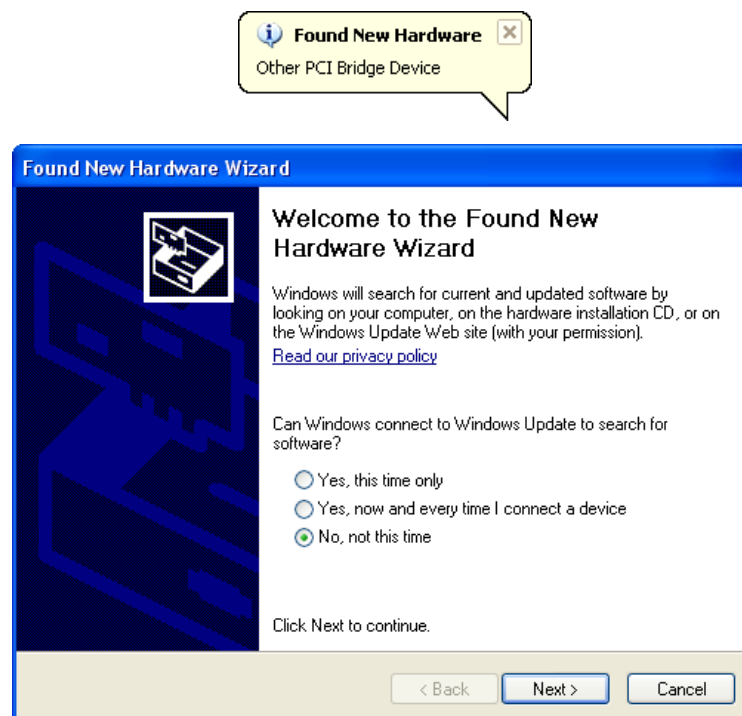 Found New Hardware
Other PCI Bridge Device
Found New Hardware Wizard
Welcome to the Found New
Hardware Wizard
Windows will search for current and updated software by
looking on your computer, on the hardware installation CD, or on
the Windows Update Web site (with your permission).
Read our privacy policy
Can Windows connect to Windows Update to search for
software?
Yes, this time only
Yes, now and every time I connect a device
No, not this time
Click Next to continue.
< Back Next > Cancel